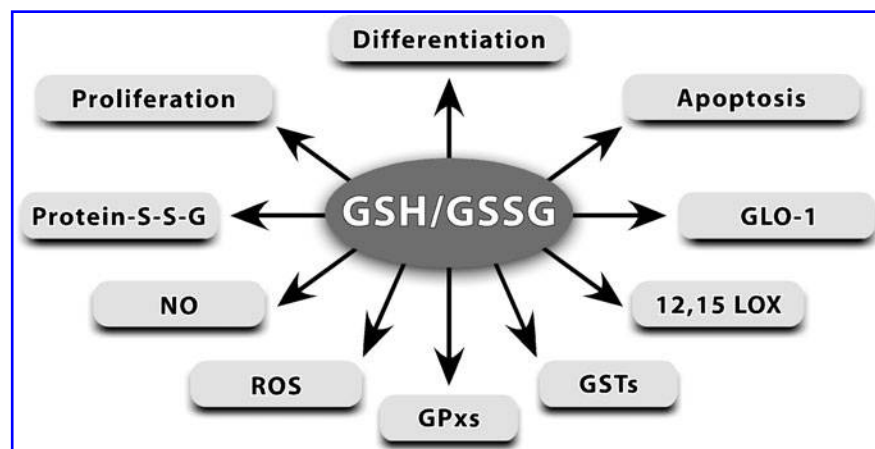 Differentiation
Proliferation
Apoptosis
GSH/GSSG
Protein-S-S-G
GLO-1
NO
12,15 LOX
ROS
GSTs
GPxs